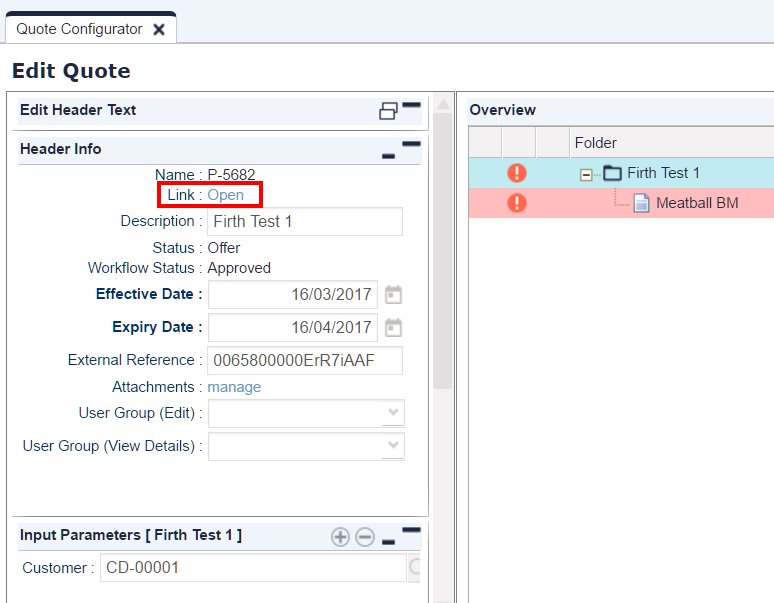 Quote Configurator
Edit Quote
Edit Header Text
Header Info
Name : P-5682
Link : Open
Description : Firth Test 1
Status : Offer
Workflow Status : Approved
Effective Date : 16/03/2017
Expiry Date : 16/04/2017
External Reference : 0065800000ErR7iAAF
Attachments : manage
User Group (Edit) :
User Group (View Details) :
Input Parameters [ Firth Test 1 ]
Customer : CD-00001
Overview
Folder
Firth Test 1
Meatball BM